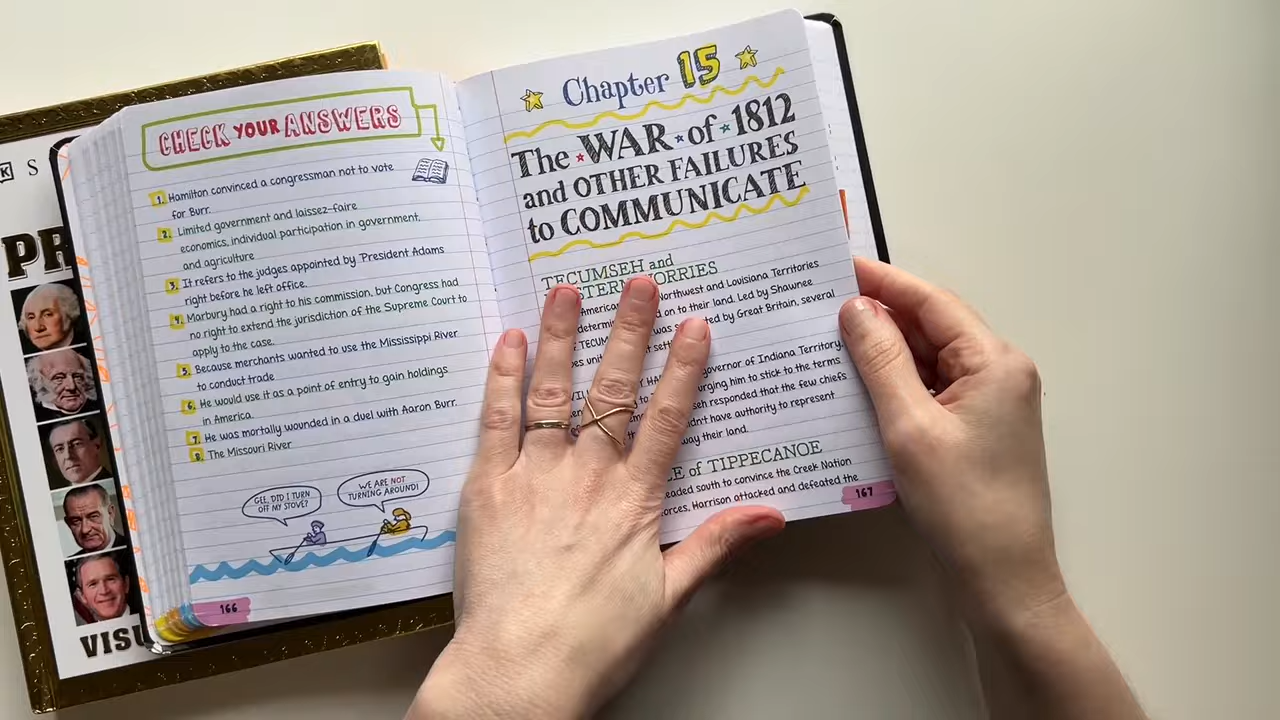 K S
PR
VISU
CHECK YOUR ANSWERS
1. Hamilton convinced a congressman not to vote
for Burr.
2. Limited government and laissez-faire
economics, individual participation in government,
and agriculture
3. It refers to the judges appointed by President Adams
right before he left office.
4. Marbury had a right to his commission, but Congress had
no right to extend the jurisdiction of the Supreme Court to
apply to the case.
5. Because merchants wanted to use the Mississippi River
to conduct trade
6. He would use it as a point of entry to gain holdings
in America.
7. He was mortally wounded in a duel with Aaron Burr.
8. The Missouri River
GEE, DID I TURN
OFF MY STOVE?
WE ARE NOT
TURNING AROUND!
166
Chapter 15
The WAR of 1812
and OTHER FAILURES
to COMMUNICATE
TECUMSEH and
WORRIES
Northwest and Louisiana Territories
on to their land. Led by Shawnee
TECUM was by Great Britain, several
governor of Indiana Territory,
urging him to stick to the terms
responded that the few chiefs
have authority to represent
way their land.
of TIPPECANOE
south to convince the Creek Nation
Harrison attacked and defeated the
167